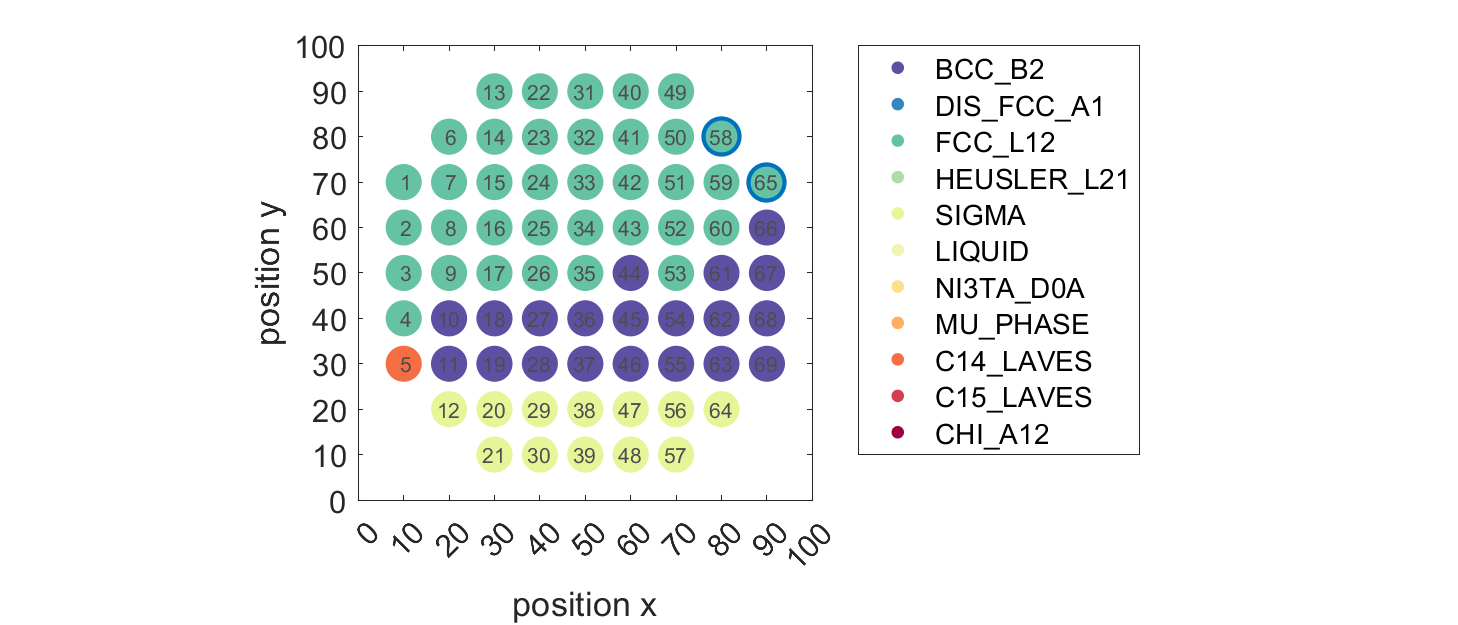 100
90
80
70
60
50
40
30
20
10
0
position y
13 22 31 40 49
6 14 23 32 41 50 58
1 7 15 24 33 42 51 59 65
2 8 16 25 34 43 52 60 66
3 9 17 26 35 44 53 61 67
4 10 18 27 36 45 54 62 68
5 11 19 28 37 46 55 63 69
12 20 29 38 47 56 64
21 30 39 48 57
0 10 20 30 40 50 60 70 80 90 100
position x
BCC_B2
DIS_FCC_A1
FCC_L12
HEUSLER_L21
SIGMA
LIQUID
NI3TA_D0A
MU_PHASE
C14_LAVES
C15_LAVES
CHI_A12